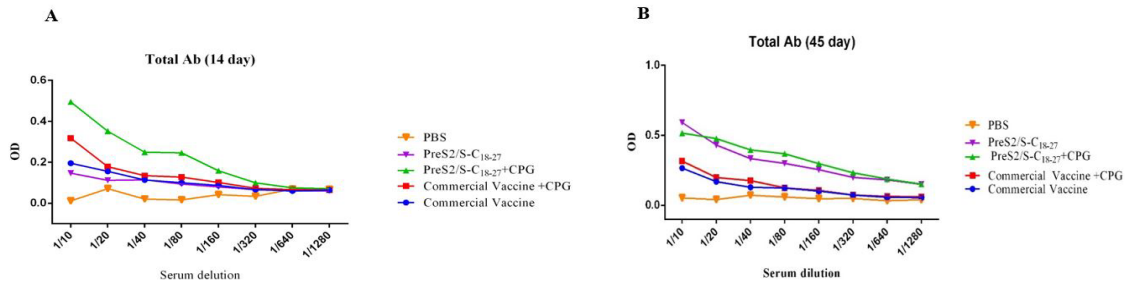 A
Total Ab (14 day)
0.6
0.4
0.2
0.0
OD
1/10
1/20
1/40
1/80
1/160
1/320
1/640
1/1280
Serum delution
PBS
PreS2/S-C18-27
PreS2/S-C18-27+CPG
Commercial Vaccine +CPG
Commercial Vaccine
B
Total Ab (45 day)
1.0
0.5
0.0
OD
1/10
1/20
1/40
1/80
1/160
1/320
1/640
1/1280
Serum dilution
PBS
PreS2/S-C18-27
PreS2/S-C18-27+CPG
Commercial Vaccine +CPG
Commercial Vaccine